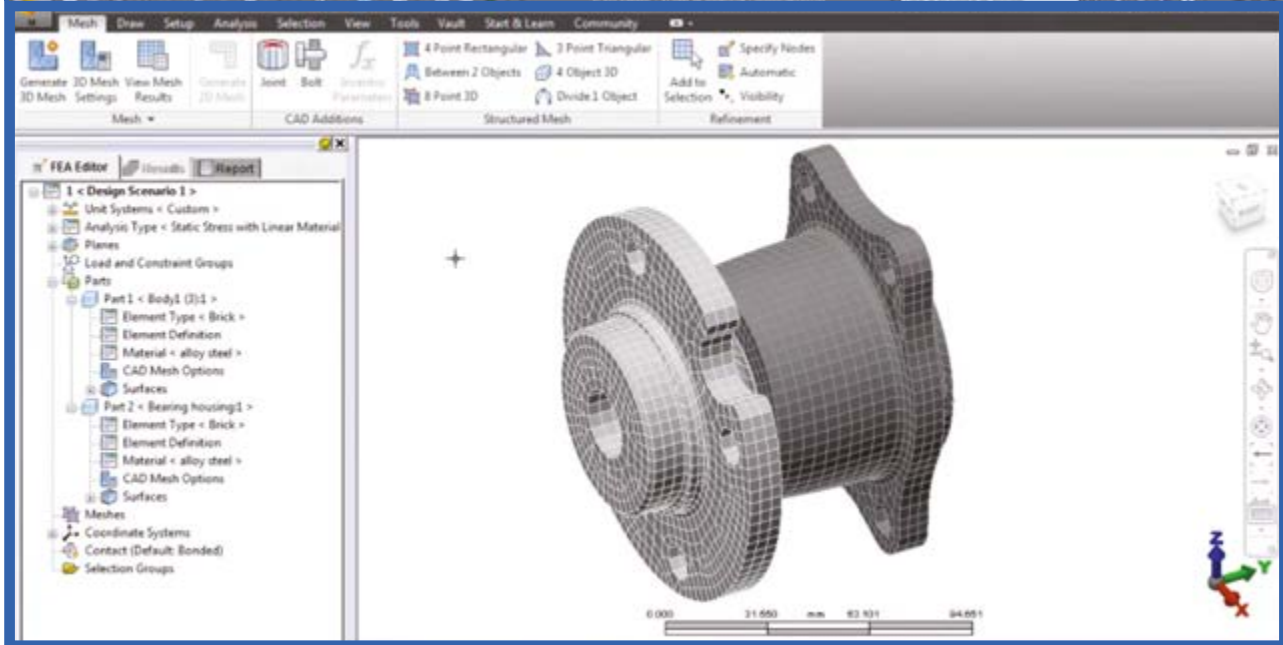 Mesh Draw Setup Analysis Selection View Tools Vault Start & Learn Community
Generate 3D Mesh
3D Mesh Settings
View Mesh Results
Generate 2D Mesh
Joint
Bolt
Inventor Parameters
4 Point Rectangular
3 Point Triangular
Between 2 Objects
4 Object 3D
8 Point 3D
Divide 1 Object
Add to Selection
Specify Nodes
Automatic
Visibility
Mesh
CAD Additions
Structured Mesh
Refinement
FEA Editor Results Report
1 < Design Scenario 1 >
Unit Systems < Custom >
Analysis Type < Static Stress with Linear Material
Planes
Load and Constraint Groups
Parts
Part 1 < Body1 (3):1 >
Element Type < Brick >
Element Definition
Material < alloy steel >
CAD Mesh Options
Surfaces
Part 2 < Bearing housing:1 >
Element Type < Brick >
Element Definition
Material < alloy steel >
CAD Mesh Options
Surfaces
Meshes
Coordinate Systems
Contact (Default: Bonded)
Selection Groups
0.000 31.550 mm 63.101 94.651
Z
Y
X